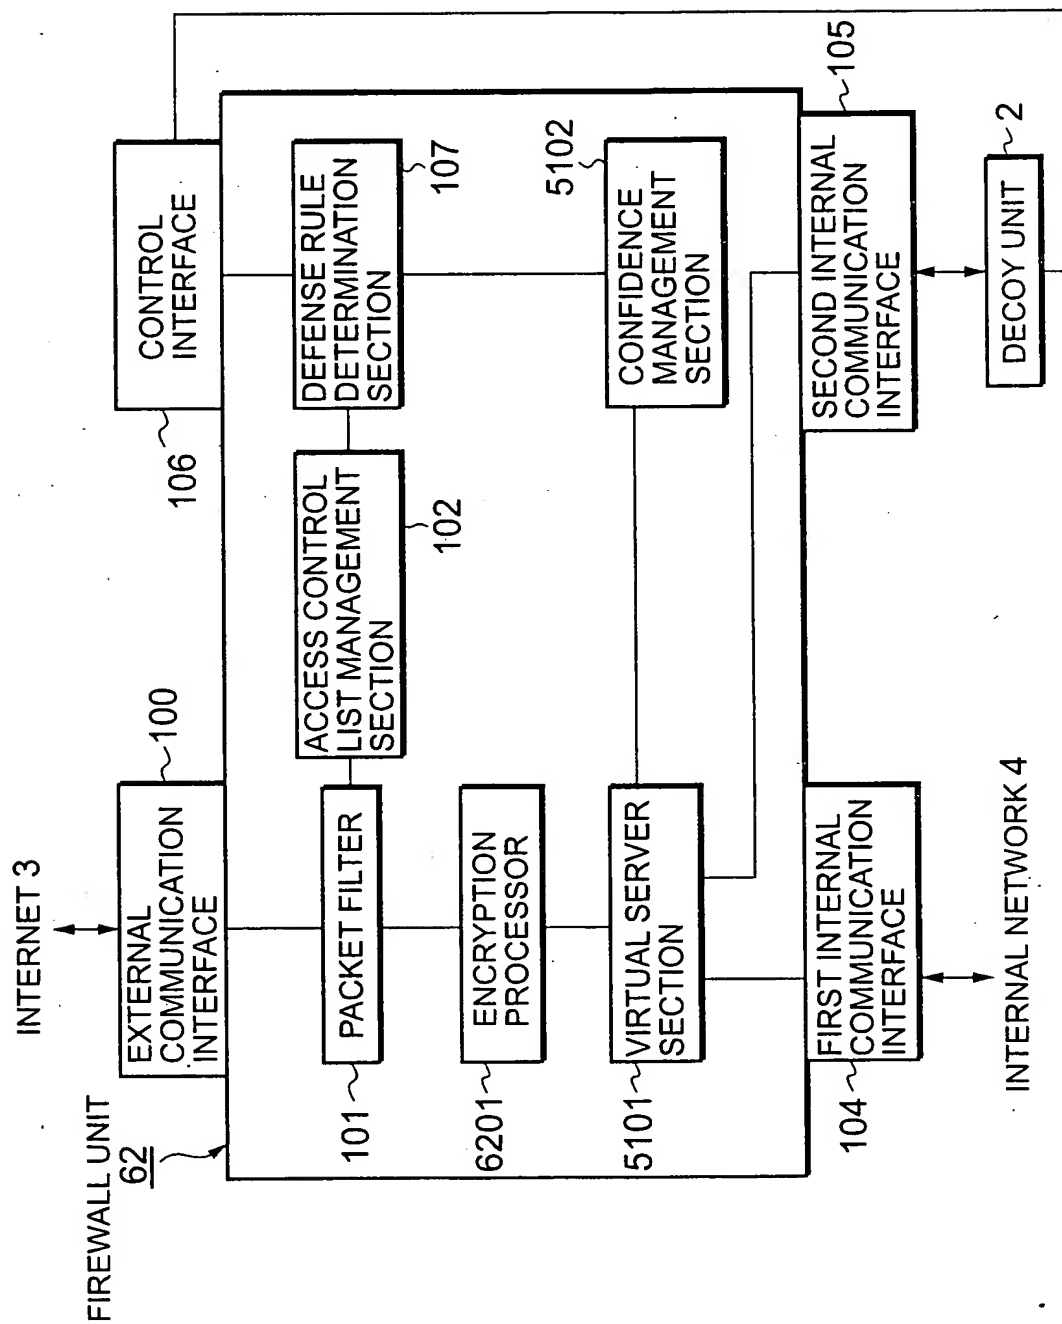 FIREWALL UNIT
62
INTERNET 3
EXTERNAL
COMMUNICATION
INTERFACE
100
CONTROL
INTERFACE
106
PACKET FILTER
101
ACCESS CONTROL
LIST MANAGEMENT
SECTION
102
DEFENSE RULE
DETERMINATION
SECTION
107
ENCRYPTION
PROCESSOR
6201
VIRTUAL SERVER
SECTION
5101
CONFIDENCE
MANAGEMENT
SECTION
5102
FIRST INTERNAL
COMMUNICATION
INTERFACE
104
SECOND INTERNAL
COMMUNICATION
INTERFACE
105
INTERNAL NETWORK 4
DECOY UNIT
2